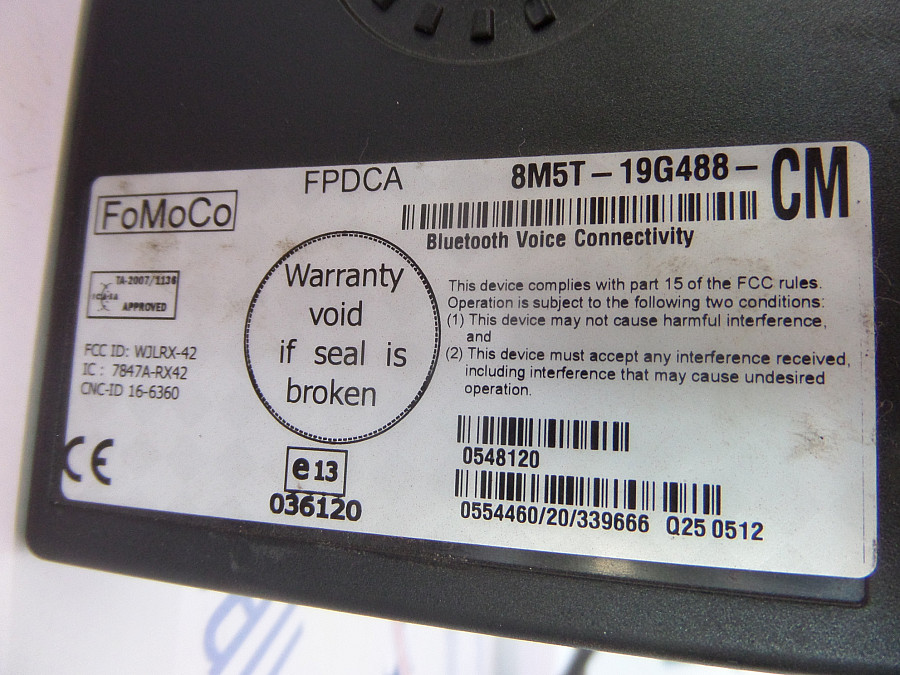 FPDCA
8M5T-19G488-CM
FoMoCo
Bluetooth Voice Connectivity
TA-2007/1136
ICASA
APPROVED
Warranty
void
if seal is
broken
This device complies with part 15 of the FCC rules.
Operation is subject to the following two conditions:
(1) This device may not cause harmful interference,
and
(2) This device must accept any interference received,
including interference that may cause undesired
operation.
FCC ID: WJLRX-42
IC : 7847A-RX42
CNC-ID 16-6360
CE
e13
036120
0548120
0554460/20/339666 Q25 0512